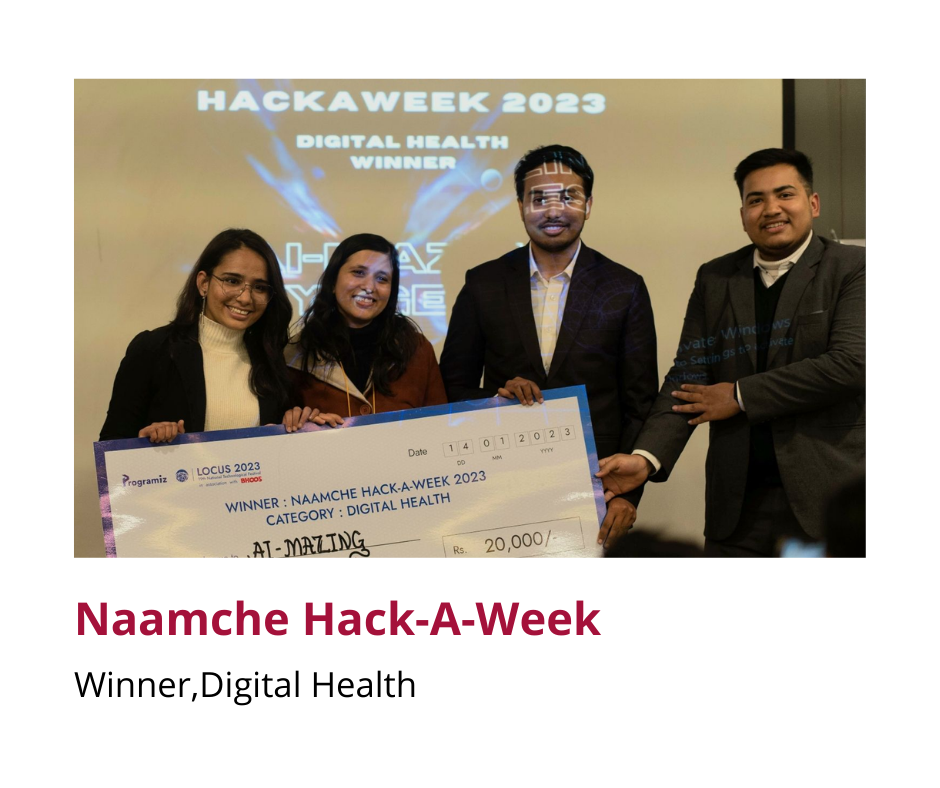 HACKAWEEK 2023
DIGITAL HEALTH
WINNER
Programiz
LOCUS 2023
Date
1 4 0 1 2 0 2 3
DD MM YYYY
WINNER : NAAMCHE HACK-A-WEEK 2023
CATEGORY : DIGITAL HEALTH
AI-MAZING
Rs. 20,000/-
Naamche Hack-A-Week
Winner,Digital Health